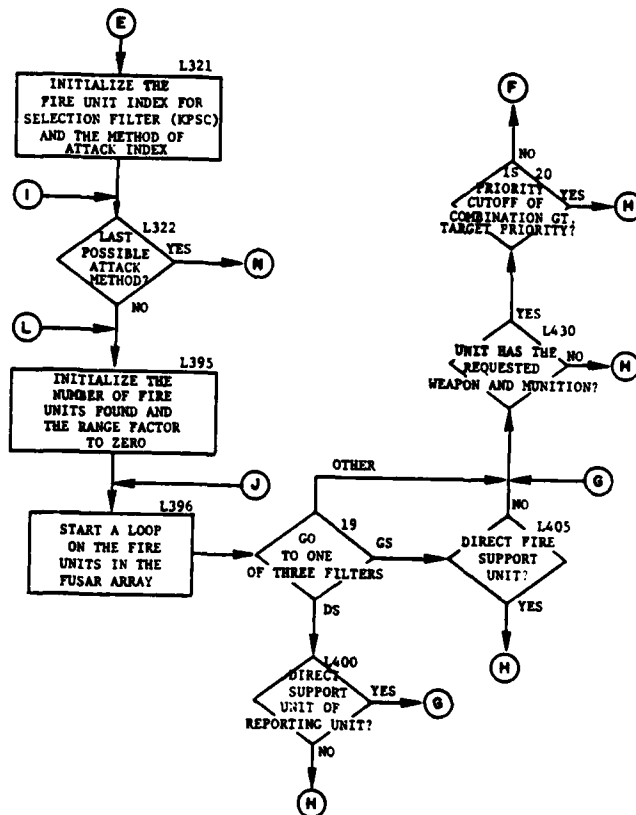 E
L321
INITIALIZE THE
FIRE UNIT INDEX FOR
SELECTION FILTER (KPSC)
AND THE METHOD OF
ATTACK INDEX
I
L322
LAST
POSSIBLE
ATTACK
METHOD?
YES
N
NO
L
L395
INITIALIZE THE
NUMBER OF FIRE
UNITS FOUND AND
THE RANGE FACTOR
TO ZERO
J
L396
START A LOOP
ON THE FIRE
UNITS IN THE
FUSAR ARRAY
OTHER
19
GO
TO ONE
OF THREE FILTERS
GS
DS
L400
DIRECT
SUPPORT
UNIT OF
REPORTING UNIT?
YES
G
NO
H
F
NO
20
IS
PRIORITY
CUTOFF OF
COMBINATION GT.
TARGET PRIORITY?
YES
H
YES
L430
UNIT HAS THE
REQUESTED
WEAPON AND MUNITION?
NO
H
G
NO
L405
DIRECT FIRE
SUPPORT
UNIT?
YES
H